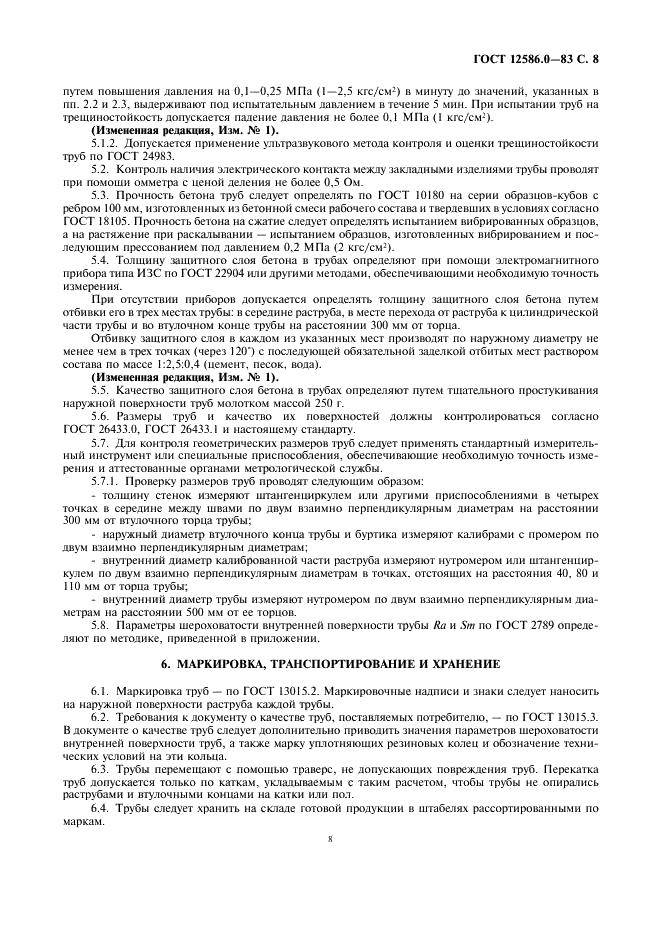 ГОСТ 12586.0—83 С. 8
путем повышения давления на 0,1—0,25 МПа (1—2,5 кгс/см²) в минуту до значений, указанных в
пп. 2.2 и 2.3, выдерживают под испытательным давлением в течение 5 мин. При испытании труб на
трещиностойкость допускается падение давления не более 0,1 МПа (1 кгс/см²).
(Измененная редакция, Изм. № 1).
5.1.2. Допускается применение ультразвукового метода контроля и оценки трещиностойкости
труб по ГОСТ 24983.
5.2. Контроль наличия электрического контакта между закладными изделиями трубы проводят
при помощи омметра с ценой деления не более 0,5 Ом.
5.3. Прочность бетона труб следует определять по ГОСТ 10180 на серии образцов-кубов с
ребром 100 мм, изготовленных из бетонной смеси рабочего состава и твердевших в условиях согласно
ГОСТ 18105. Прочность бетона на сжатие следует определять испытанием вибрированных образцов,
а на растяжение при раскалывании — испытанием образцов, изготовленных вибрированием и пос-
ледующим прессованием под давлением 0,2 МПа (2 кгс/см²).
5.4. Толщину защитного слоя бетона в трубах определяют при помощи электромагнитного
прибора типа ИЗС по ГОСТ 22904 или другими методами, обеспечивающими необходимую точность
измерения.
При отсутствии приборов допускается определять толщину защитного слоя бетона путем
отбивки его в трех местах трубы: в середине раструба, в месте перехода от раструба к цилиндрической
части трубы и во втулочном конце трубы на расстоянии 300 мм от торца.
Отбивку защитного слоя в каждом из указанных мест производят по наружному диаметру не
менее чем в трех точках (через 120°) с последующей обязательной заделкой отбитых мест раствором
состава по массе 1:2,5:0,4 (цемент, песок, вода).
(Измененная редакция, Изм. № 1).
5.5. Качество защитного слоя бетона в трубах определяют путем тщательного простукивания
наружной поверхности труб молотком массой 250 г.
5.6. Размеры труб и качество их поверхностей должны контролироваться согласно
ГОСТ 26433.0, ГОСТ 26433.1 и настоящему стандарту.
5.7. Для контроля геометрических размеров труб следует применять стандартный измеритель-
ный инструмент или специальные приспособления, обеспечивающие необходимую точность изме-
рения и аттестованные органами метрологической службы.
5.7.1. Проверку размеров труб проводят следующим образом:
- толщину стенок измеряют штангенциркулем или другими приспособлениями в четырех
точках в середине между швами по двум взаимно перпендикулярным диаметрам на расстоянии
300 мм от втулочного торца трубы;
- наружный диаметр втулочного конца трубы и буртика измеряют калибрами с промером по
двум взаимно перпендикулярным диаметрам;
- внутренний диаметр калиброванной части раструба измеряют нутромером или штангенцир-
кулем по двум взаимно перпендикулярным диаметрам в точках, отстоящих на расстояния 40, 80 и
110 мм от торца трубы;
- внутренний диаметр трубы измеряют нутромером по двум взаимно перпендикулярным диа-
метрам на расстоянии 500 мм от ее торцов.
5.8. Параметры шероховатости внутренней поверхности трубы Ra и Sm по ГОСТ 2789 опреде-
ляют по методике, приведенной в приложении.
6. МАРКИРОВКА, ТРАНСПОРТИРОВАНИЕ И ХРАНЕНИЕ
6.1. Маркировка труб — по ГОСТ 13015.2. Маркировочные надписи и знаки следует наносить
на наружной поверхности раструба каждой трубы.
6.2. Требования к документу о качестве труб, поставляемых потребителю, — по ГОСТ 13015.3.
В документе о качестве труб следует дополнительно приводить значения параметров шероховатости
внутренней поверхности труб, а также марку уплотняющих резиновых колец и обозначение техни-
ческих условий на эти кольца.
6.3. Трубы перемещают с помощью траверс, не допускающих повреждения труб. Перекатка
труб допускается только по каткам, укладываемым с таким расчетом, чтобы трубы не опирались
раструбами и втулочными концами на катки или пол.
6.4. Трубы следует хранить на складе готовой продукции в штабелях рассортированными по
маркам.
8